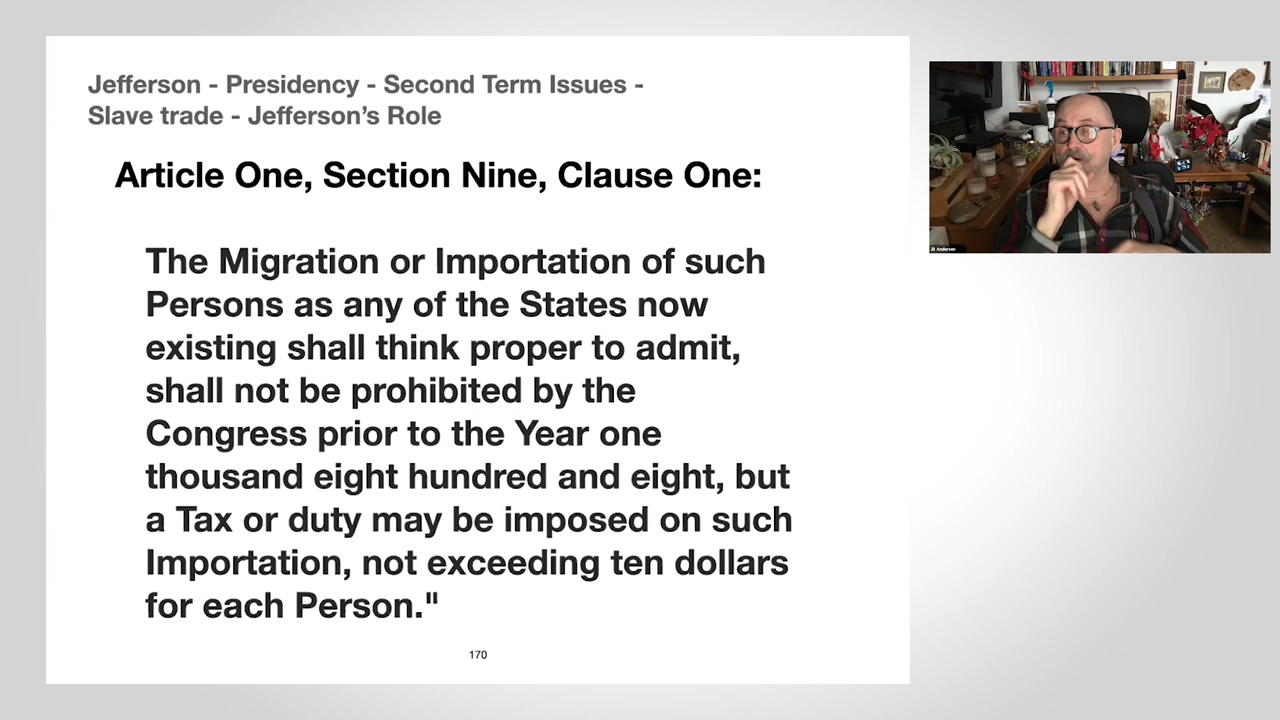 Jefferson - Presidency - Second Term Issues -
Slave trade - Jefferson's Role
Article One, Section Nine, Clause One:
The Migration or Importation of such
Persons as any of the States now
existing shall think proper to admit,
shall not be prohibited by the
Congress prior to the Year one
thousand eight hundred and eight, but
a Tax or duty may be imposed on such
Importation, not exceeding ten dollars
for each Person."
170
Andersen